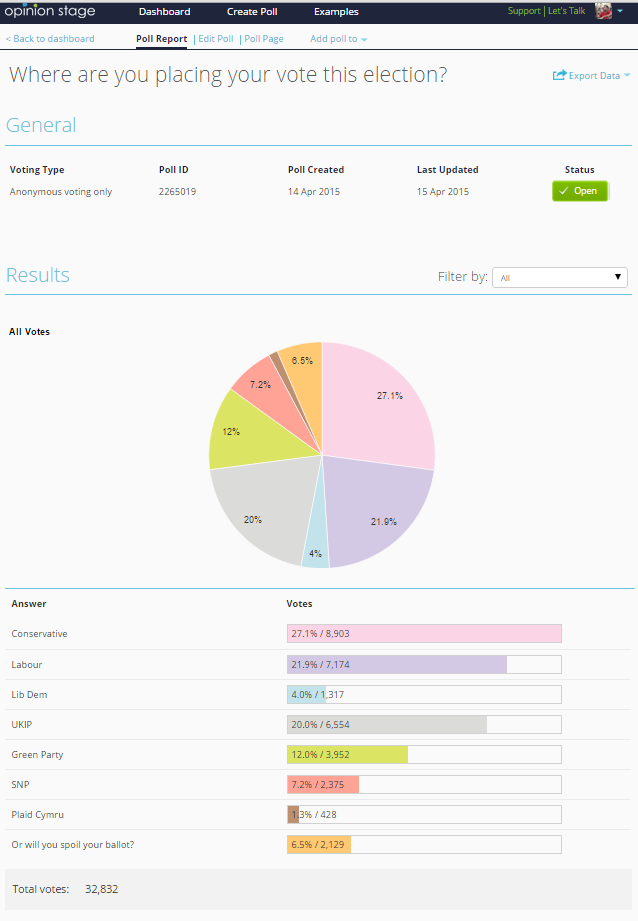 opinion stage Dashboard Create Poll Examples Support | Let's Talk
< Back to dashboard Poll Report | Edit Poll | Poll Page Add poll to
Where are you placing your vote this election? Export Data
General
Voting Type Poll ID Poll Created Last Updated Status
Anonymous voting only 2265019 14 Apr 2015 15 Apr 2015 Open
Results Filter by: All
All Votes
6.5%
7.2% 27.1%
12%
20% 21.9%
4%
Answer Votes
Conservative 27.1% / 8,903
Labour 21.9% / 7,174
Lib Dem 4.0% / 1,317
UKIP 20.0% / 6,554
Green Party 12.0% / 3,952
SNP 7.2% / 2,375
Plaid Cymru 1.3% / 428
Or will you spoil your ballot? 6.5% / 2,129
Total votes: 32,832